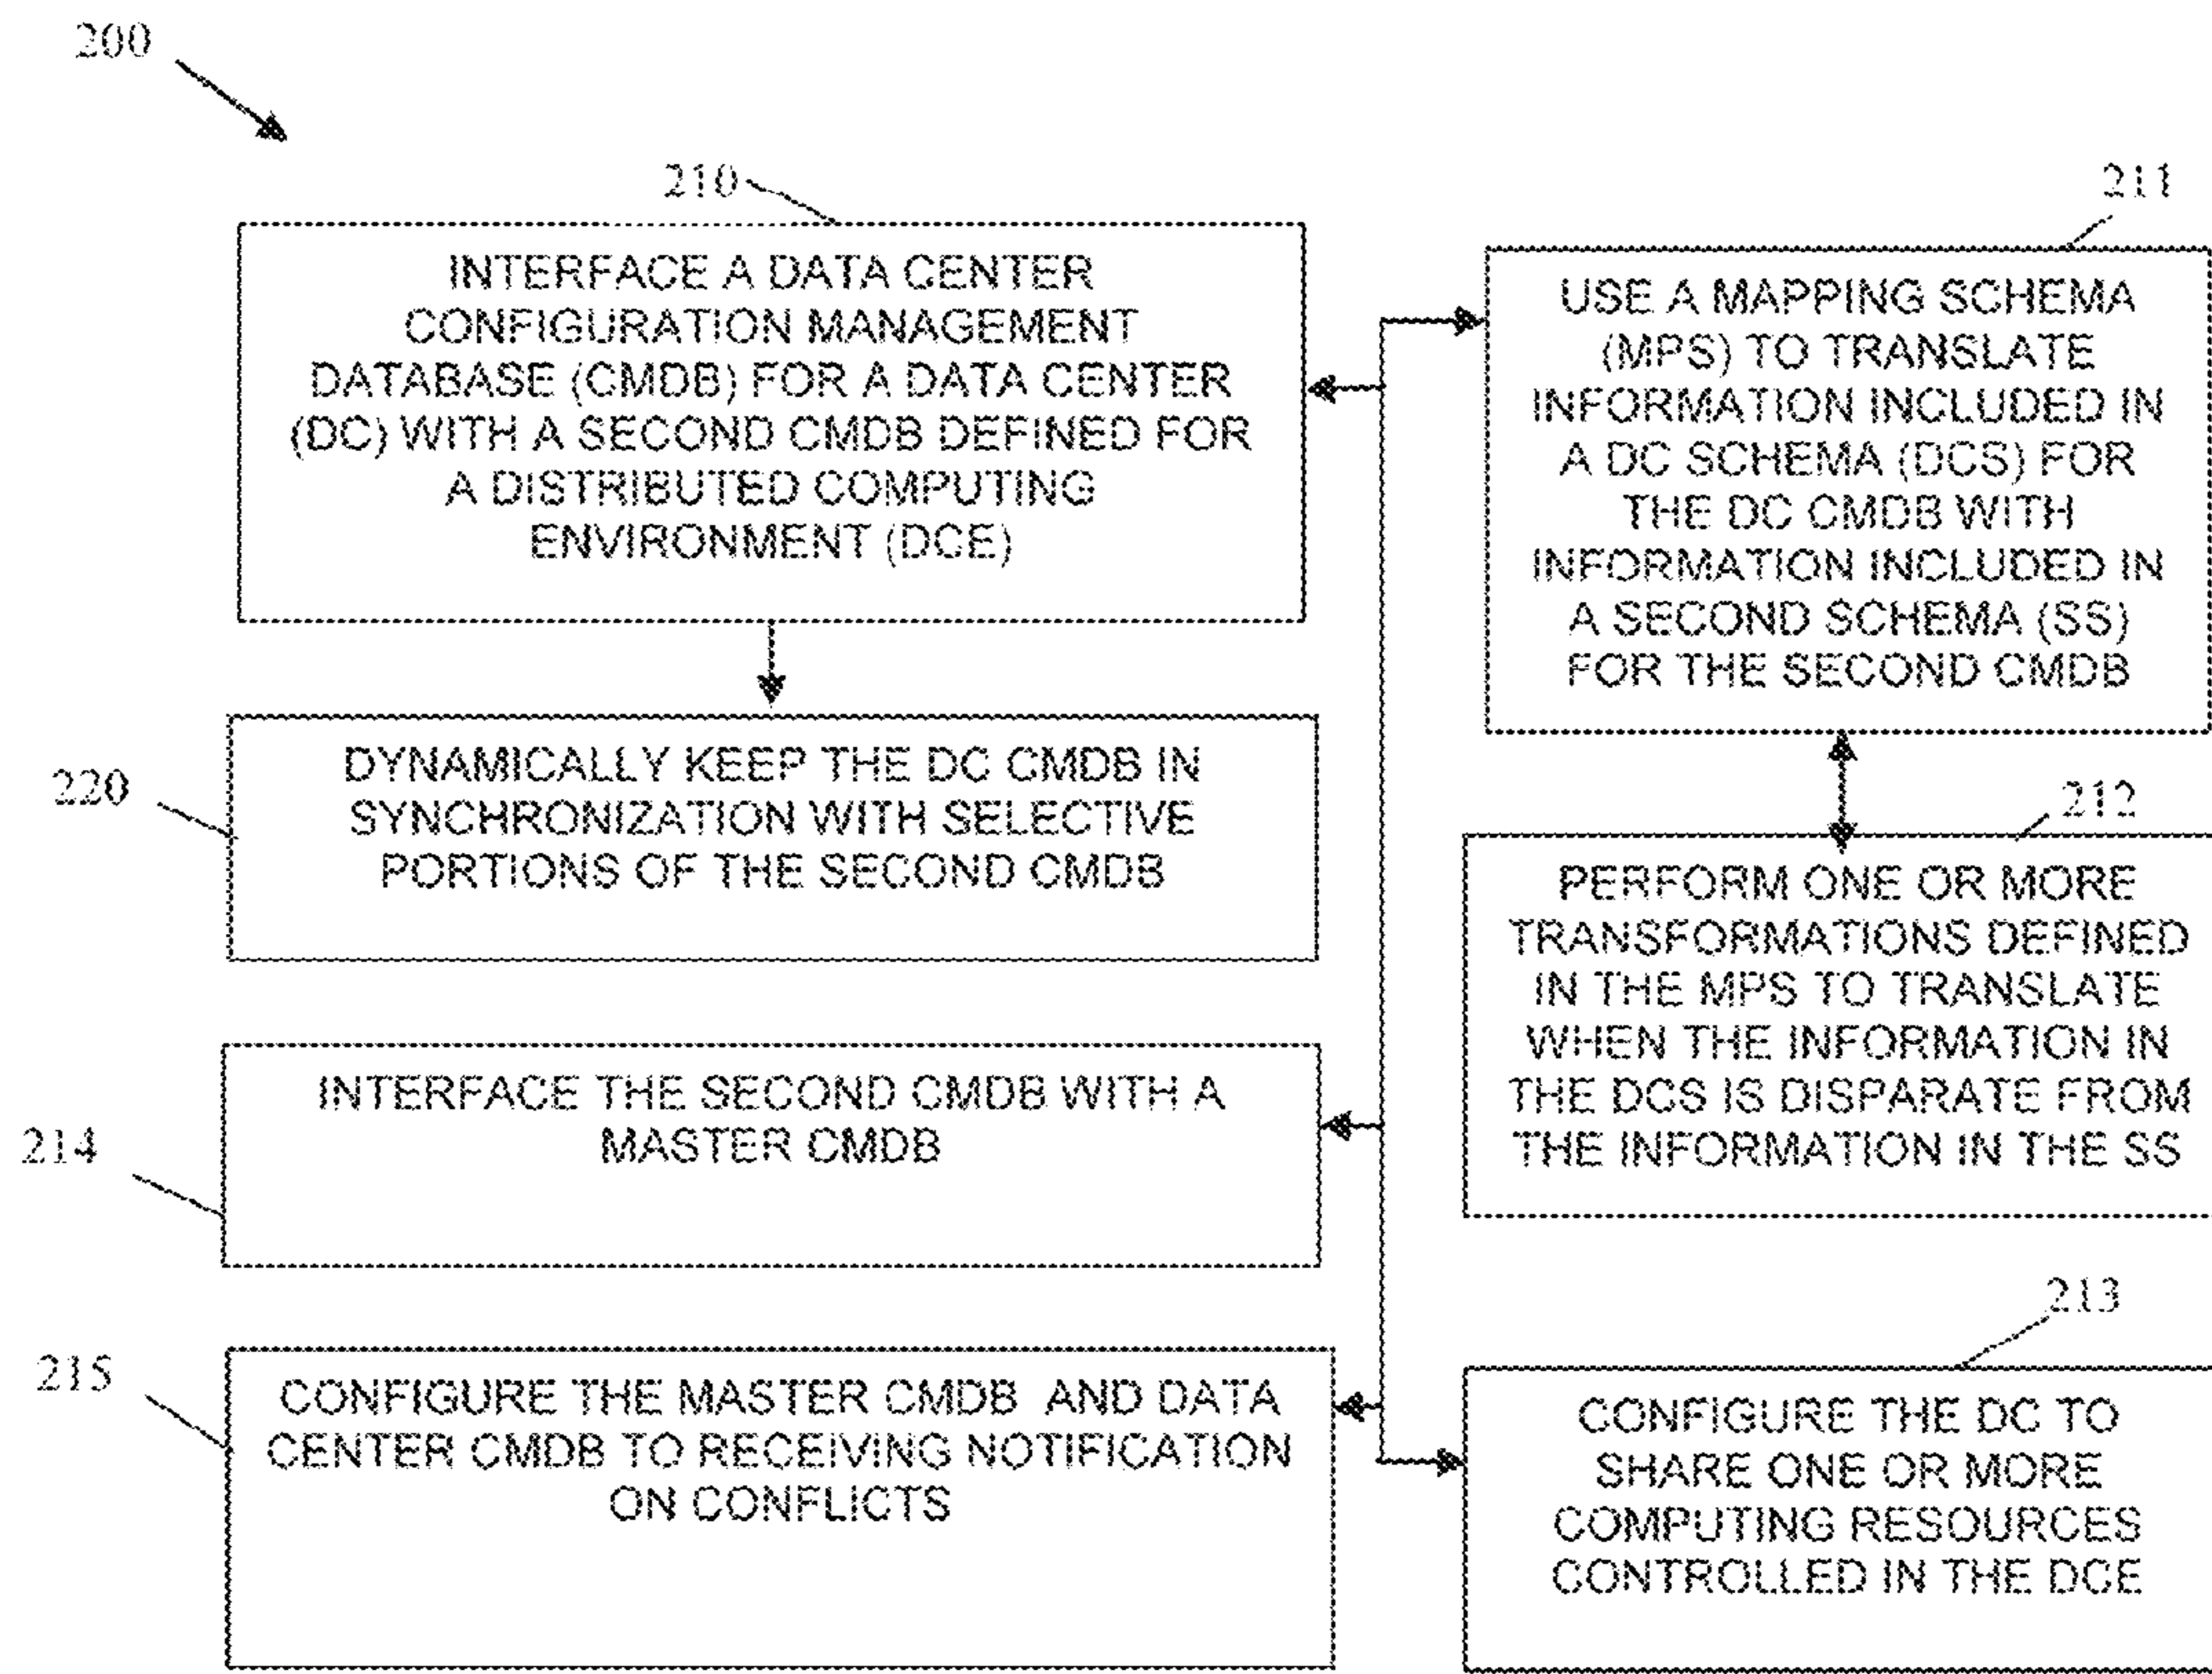 200
210
INTERFACE A DATA CENTER
CONFIGURATION MANAGEMENT
DATABASE (CMDB) FOR A DATA CENTER
(DC) WITH A SECOND CMDB DEFINED FOR
A DISTRIBUTED COMPUTING
ENVIRONMENT (DCE)
211
USE A MAPPING SCHEMA
(MPS) TO TRANSLATE
INFORMATION INCLUDED IN
A DC SCHEMA (DCS) FOR
THE DC CMDB WITH
INFORMATION INCLUDED IN
A SECOND SCHEMA (SS)
FOR THE SECOND CMDB
220
DYNAMICALLY KEEP THE DC CMDB IN
SYNCHRONIZATION WITH SELECTIVE
PORTIONS OF THE SECOND CMDB
212
PERFORM ONE OR MORE
TRANSFORMATIONS DEFINED
IN THE MPS TO TRANSLATE
WHEN THE INFORMATION IN
THE DCS IS DISPARATE FROM
THE INFORMATION IN THE SS
214
INTERFACE THE SECOND CMDB WITH A
MASTER CMDB
215
CONFIGURE THE MASTER CMDB AND DATA
CENTER CMDB TO RECEIVING NOTIFICATION
ON CONFLICTS
213
CONFIGURE THE DC TO
SHARE ONE OR MORE
COMPUTING RESOURCES
CONTROLLED IN THE DCE